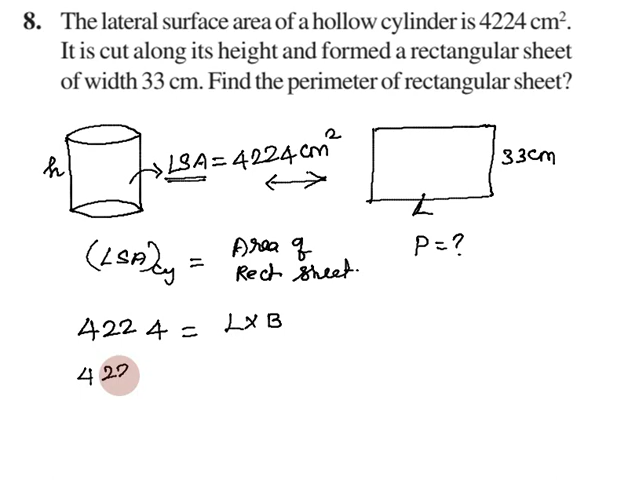 8. The lateral surface area of a hollow cylinder is 4224 cm².
It is cut along its height and formed a rectangular sheet
of width 33 cm. Find the perimeter of rectangular sheet?
h
LSA = 4224 cm²
33cm
L
P = ?
(LSA)cy = Area of
Rect sheet.
4224 = L X B
422